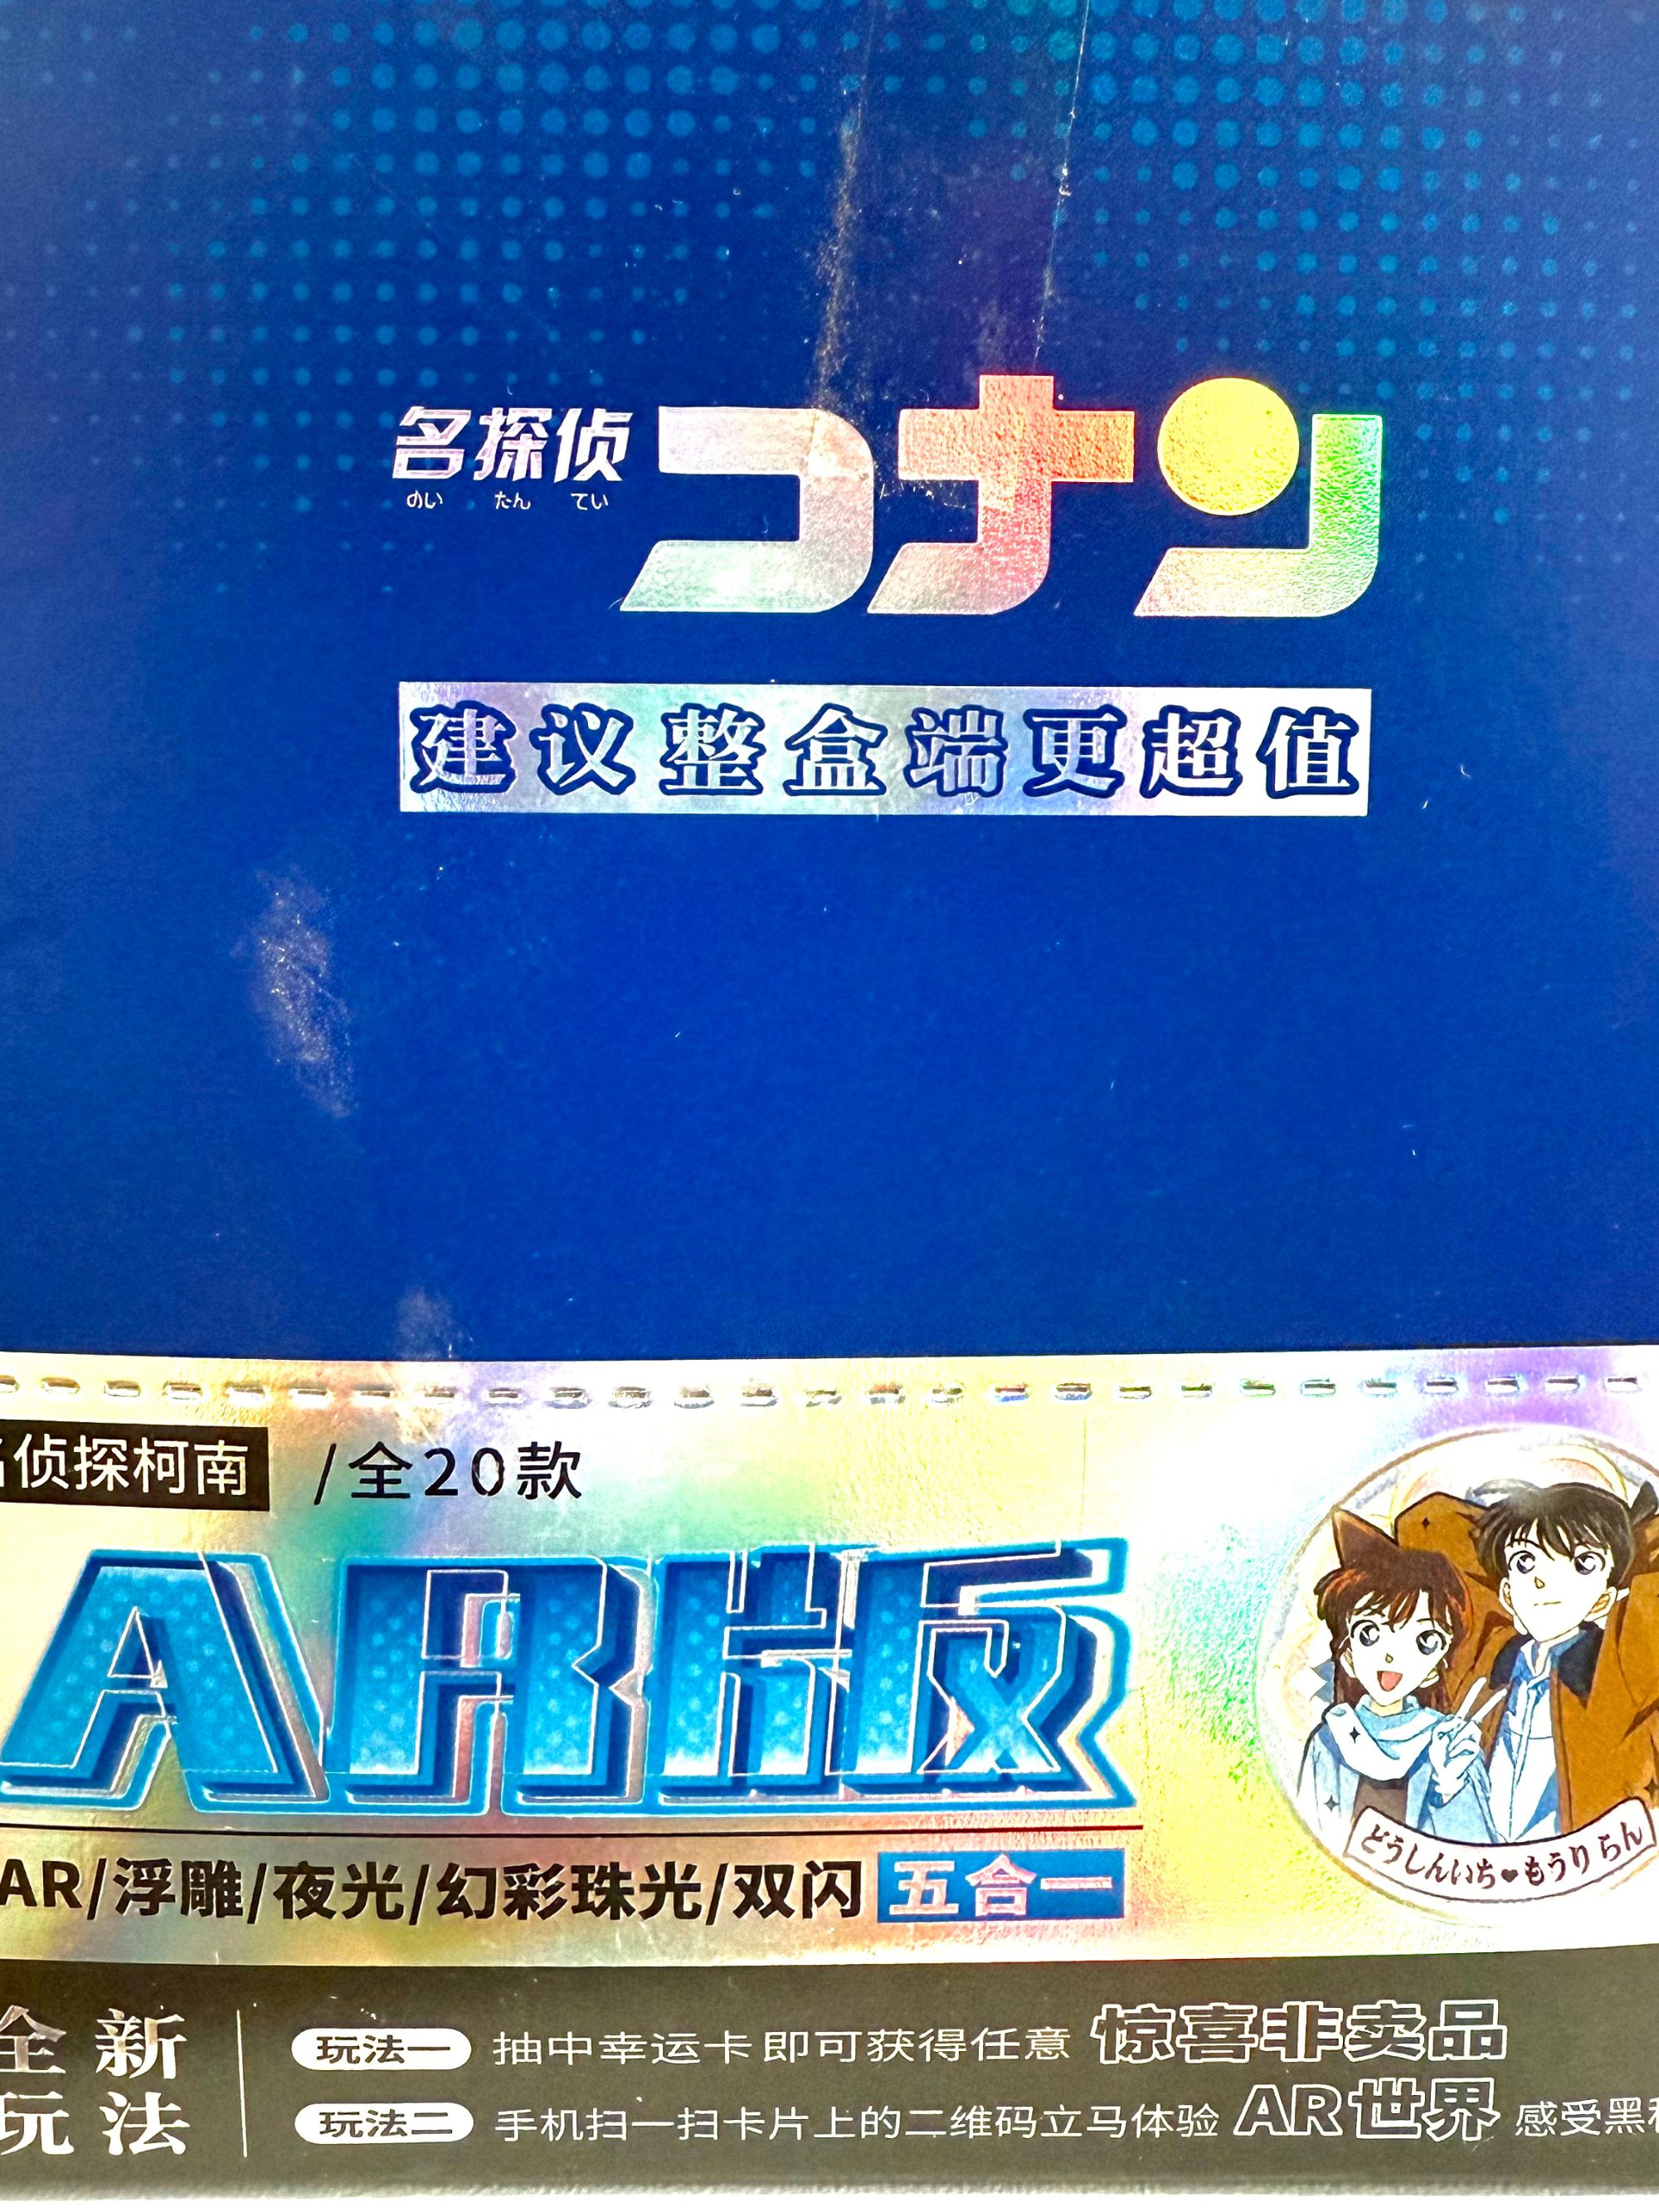 名探侦 コナン
のい たん てい
建议整盒端更超值
名侦探柯南 /全20款
AR版
AR/浮雕/夜光/幻彩珠光/双闪 五合一
どうしんいち♥もうり らん
全新玩法
玩法一 抽中幸运卡即可获得任意 惊喜非卖品
玩法二 手机扫一扫卡片上的二维码立马体验 AR世界 感受黑科